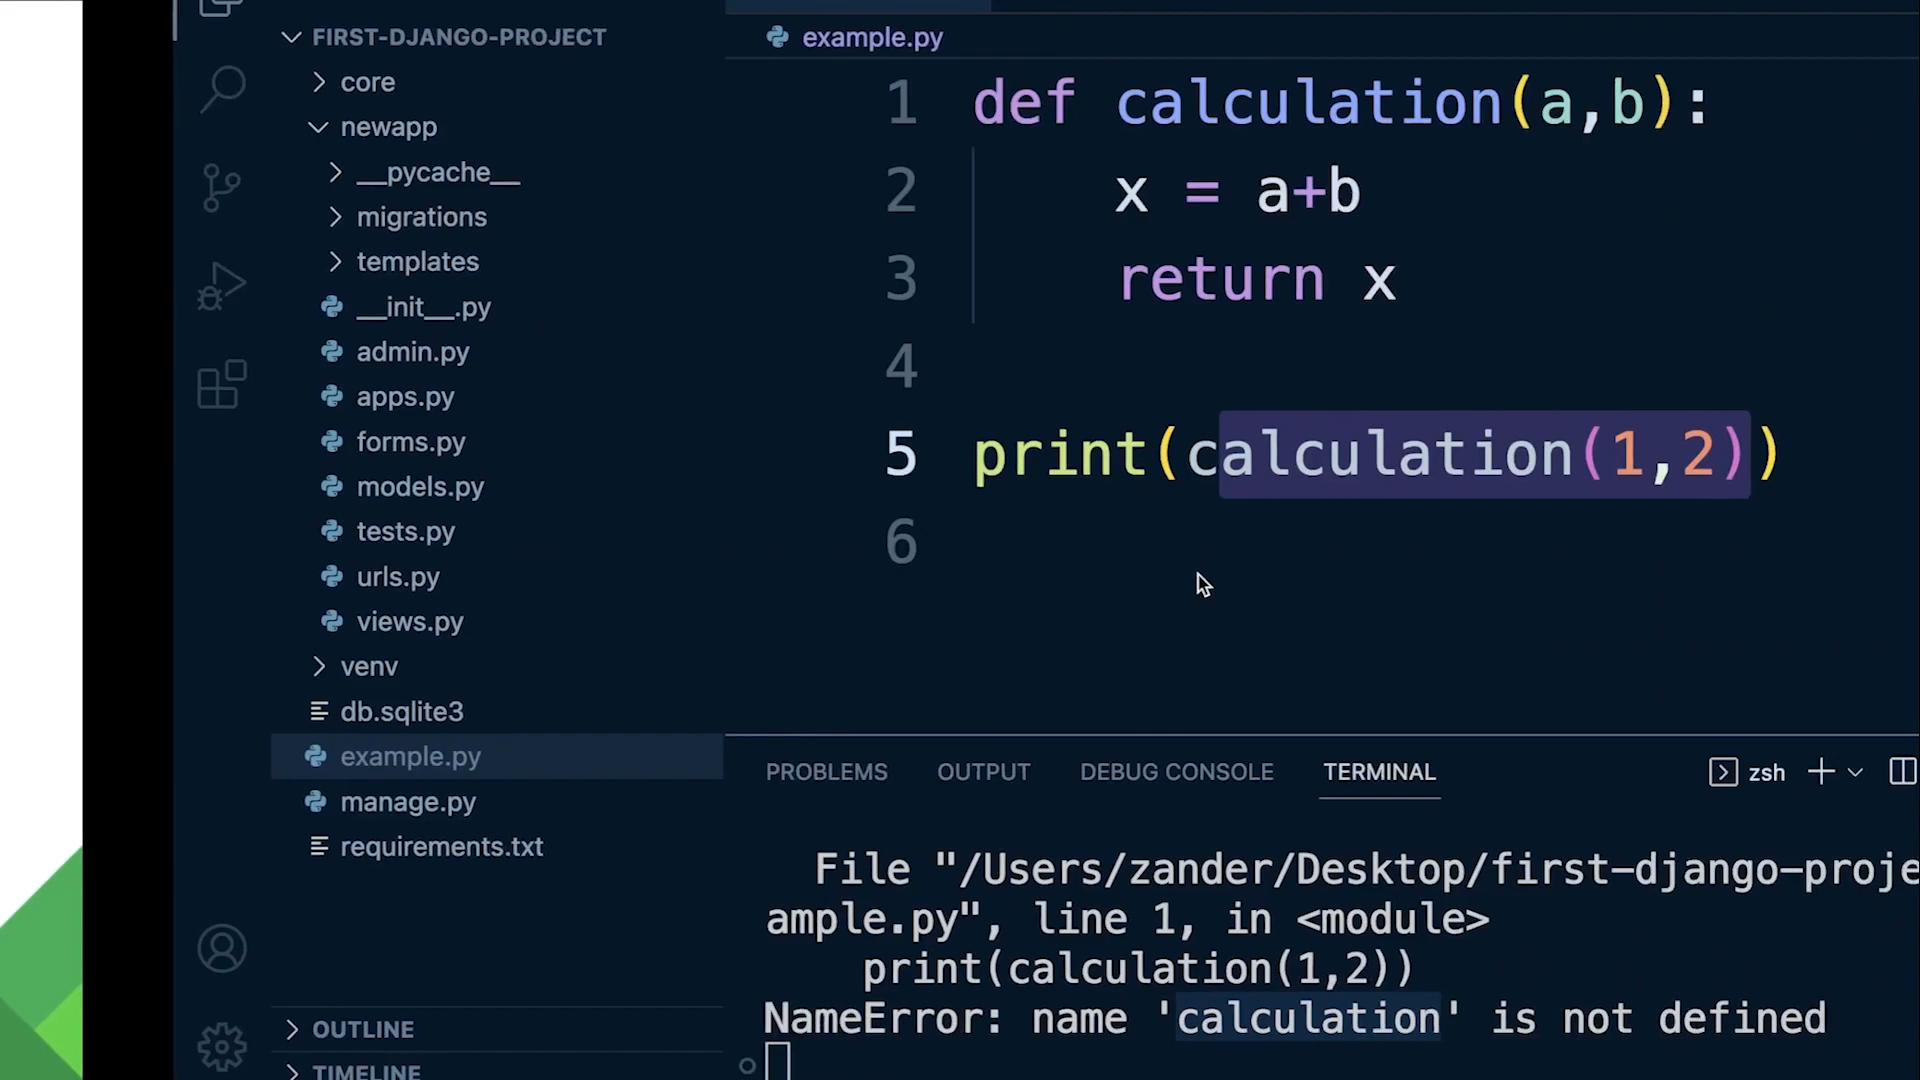 FIRST-DJANGO-PROJECT
core
newapp
__pycache__
migrations
templates
__init__.py
admin.py
apps.py
forms.py
models.py
tests.py
urls.py
views.py
venv
db.sqlite3
example.py
manage.py
requirements.txt
OUTLINE
TIMELINE
example.py
1 def calculation(a,b):
2 x = a+b
3 return x
4
5 print(calculation(1,2))
6
PROBLEMS OUTPUT DEBUG CONSOLE TERMINAL zsh
File "/Users/zander/Desktop/first-django-proje
ample.py", line 1, in <module>
print(calculation(1,2))
NameError: name 'calculation' is not defined